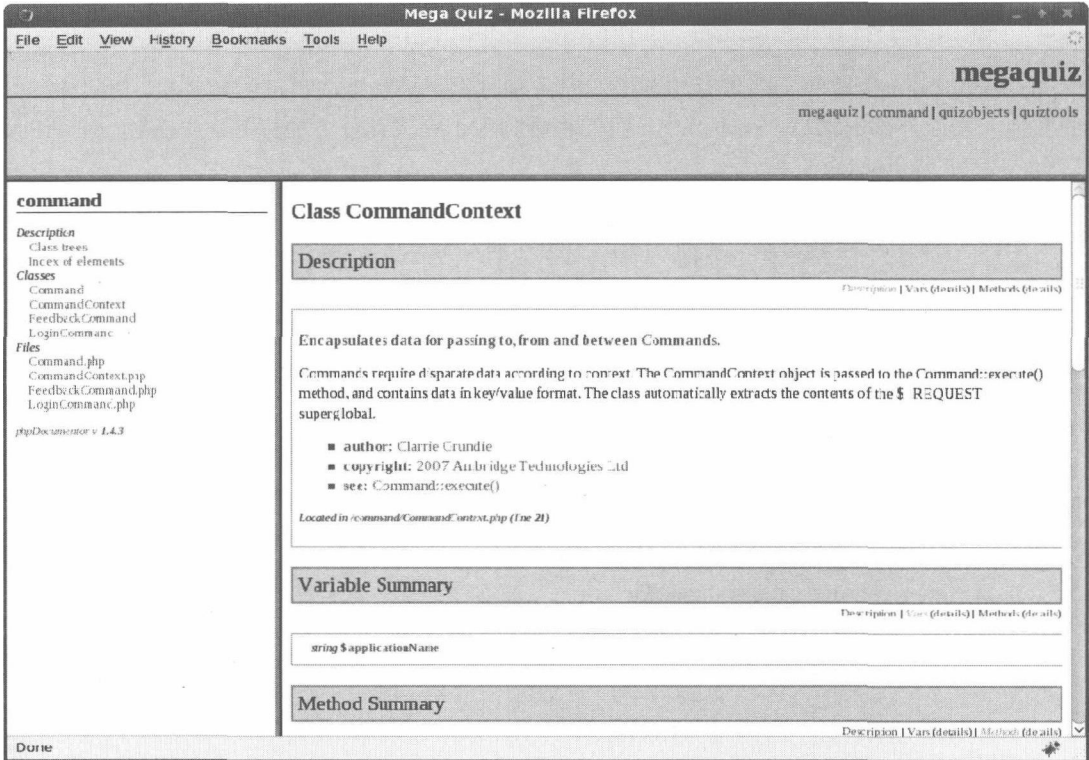 Mega Quiz - Mozilla Firefox
File Edit View History Bookmarks Tools Help
megaquiz
megaquiz | command | quizobjects | quiztools
command
Description
Class trees
Index of elements
Classes
Command
CommandContext
FeedbackCommand
LoginCommand
Files
Command.php
CommandContext.php
FeedbackCommand.php
LoginCommand.php
phpDocumentor v 1.4.3
Class CommandContext
Description
Description | Vars (details) | Methods (details)
Encapsulates data for passing to, from and between Commands.
Commands require disparate data according to context. The CommandContext object is passed to the Command::execute()
method, and contains data in key/value format. The class automatically extracts the contents of the $_REQUEST
superglobal.
author: Clarrie Crundie
copyright: 2007 Ambridge Technologies Ltd
see: Command::execute()
Located in /command/CommandContext.php (line 21)
Variable Summary
Description | Vars (details) | Methods (details)
string $applicationName
Method Summary
Description | Vars (details) | Methods (details)
Done